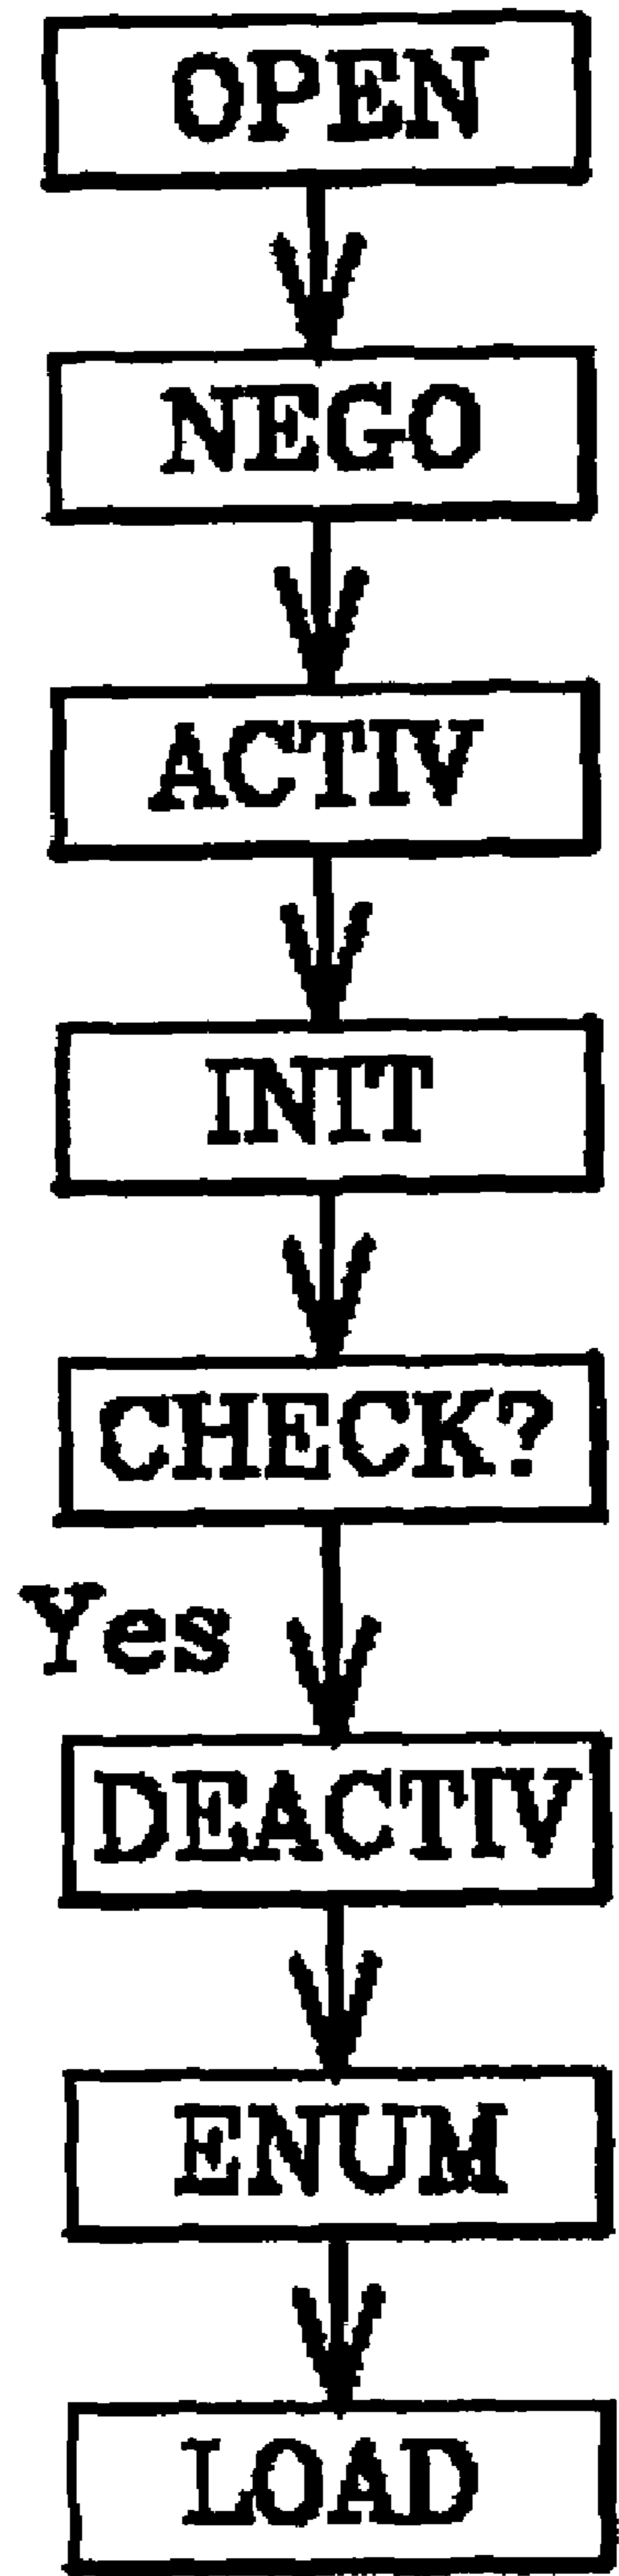 OPEN
NEGO
ACTIV
INIT
CHECK?
Yes
DEACTIV
ENUM
LOAD